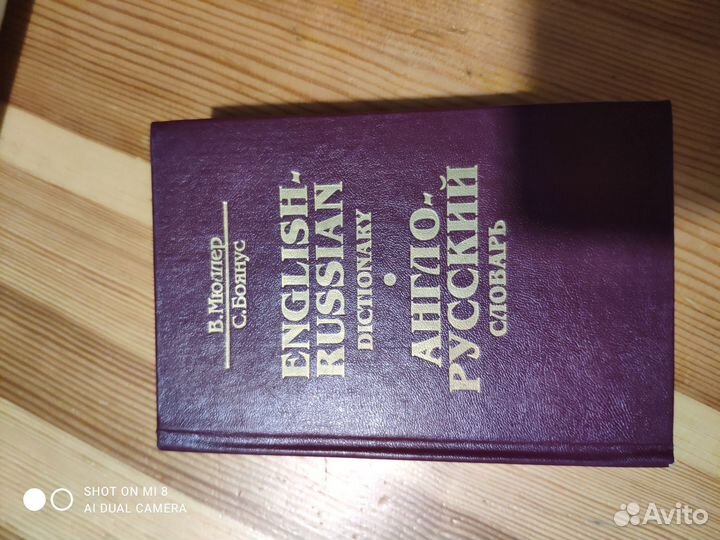 В. Мюллер
С. Боянус
ENGLISH-
RUSSIAN
DICTIONARY
АНГЛО-
РУССКИЙ
СЛОВАРЬ
SHOT ON MI 8
AI DUAL CAMERA
Avito